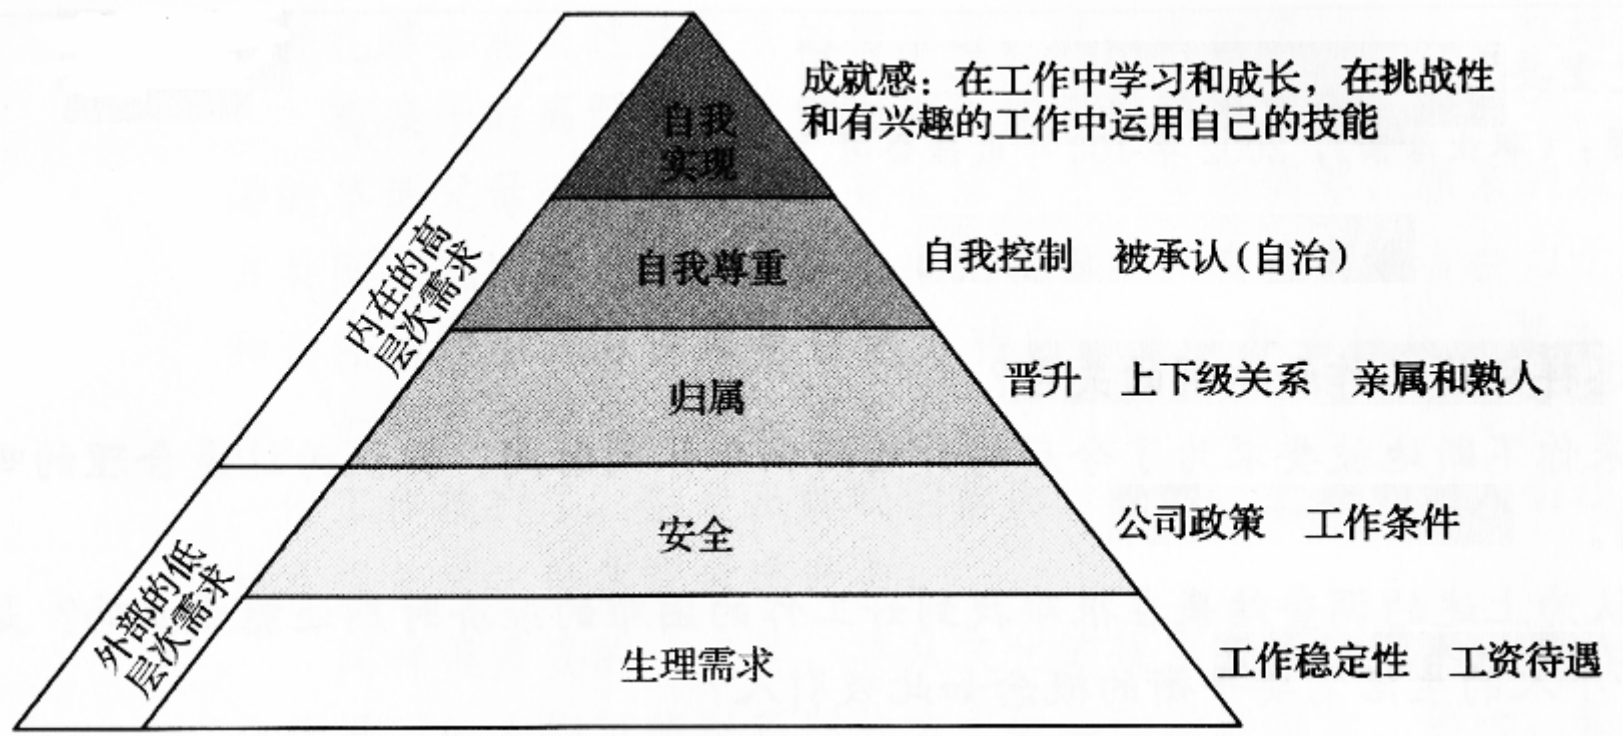 成就感：在工作中学习和成长，在挑战性
和有兴趣的工作中运用自己的技能
自我
实现
内在的高
层次需求
自我尊重
自我控制 被承认(自治)
归属
晋升 上下级关系 亲属和熟人
安全
公司政策 工作条件
外部的低
层次需求
生理需求
工作稳定性 工资待遇